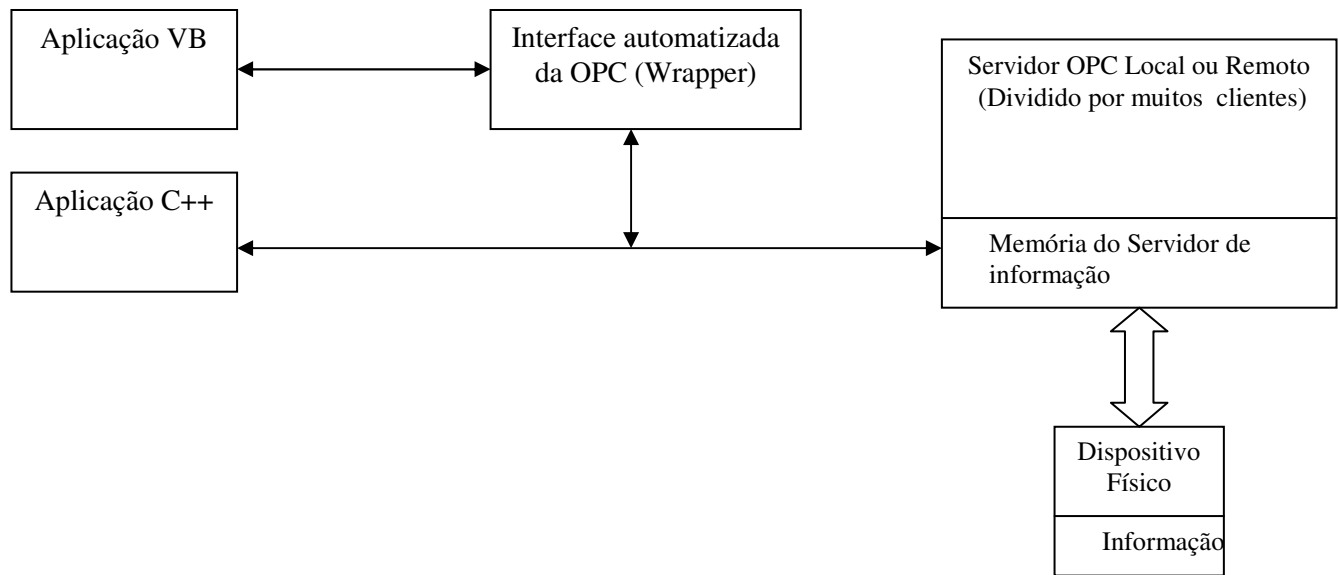 Aplicação VB
Interface automatizada
da OPC (Wrapper)
Servidor OPC Local ou Remoto
(Dividido por muitos clientes)
Aplicação C++
Memória do Servidor de
informação
Dispositivo
Físico
Informação